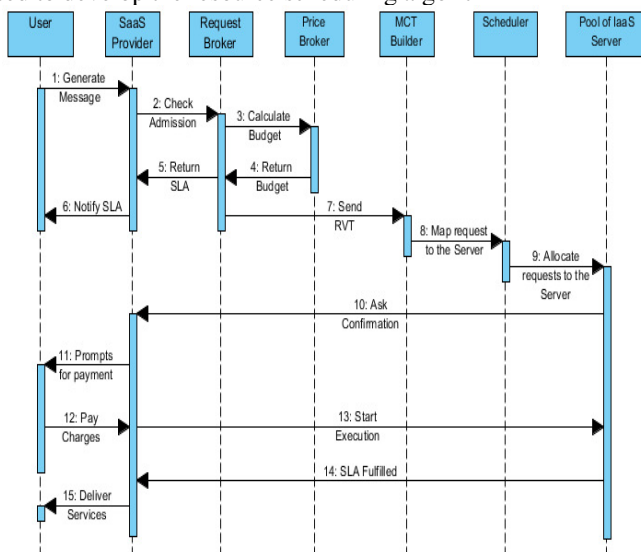 User
SaaS
Provider
Request
Broker
Price
Broker
MCT
Builder
Scheduler
Pool of IaaS
Server
1: Generate
Message
2: Check
Admission
3: Calculate
Budget
5: Return
SLA
4: Return
Budget
6: Notify SLA
7: Send
RVT
8: Map request
to the Server
9: Allocate
requests to the
Server
10: Ask
Confirmation
11: Prompts
for payment
12: Pay
Charges
13: Start
Execution
14: SLA Fulfilled
15: Deliver
Services